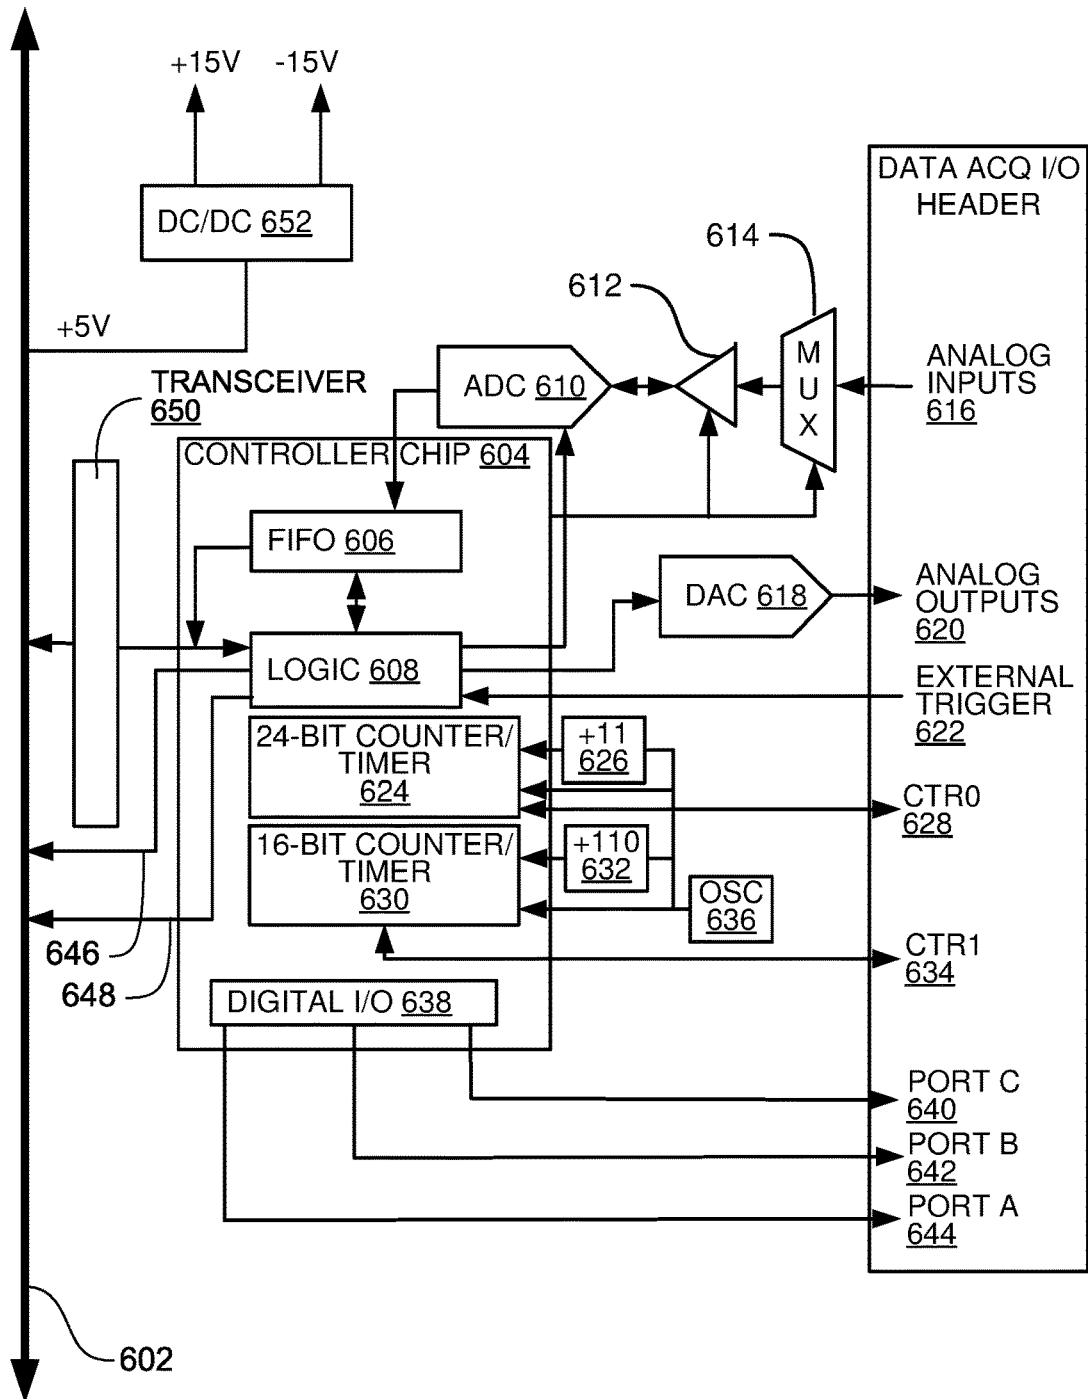 +15V
-15V
DC/DC 652
+5V
DATA ACQ I/O
HEADER
614
612
MUX
ADC 610
ANALOG
INPUTS
616
TRANSCEIVER
650
CONTROLLER CHIP 604
FIFO 606
DAC 618
ANALOG
OUTPUTS
620
LOGIC 608
EXTERNAL
TRIGGER
622
24-BIT COUNTER/
TIMER
624
+11
626
CTR0
628
16-BIT COUNTER/
TIMER
630
+110
632
OSC
636
646
648
CTR1
634
DIGITAL I/O 638
PORT C
640
PORT B
642
PORT A
644
602